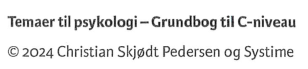 Temaer til psykologi – Grundbog til C-niveau
© 2024 Christian Skjødt Pedersen og Systime